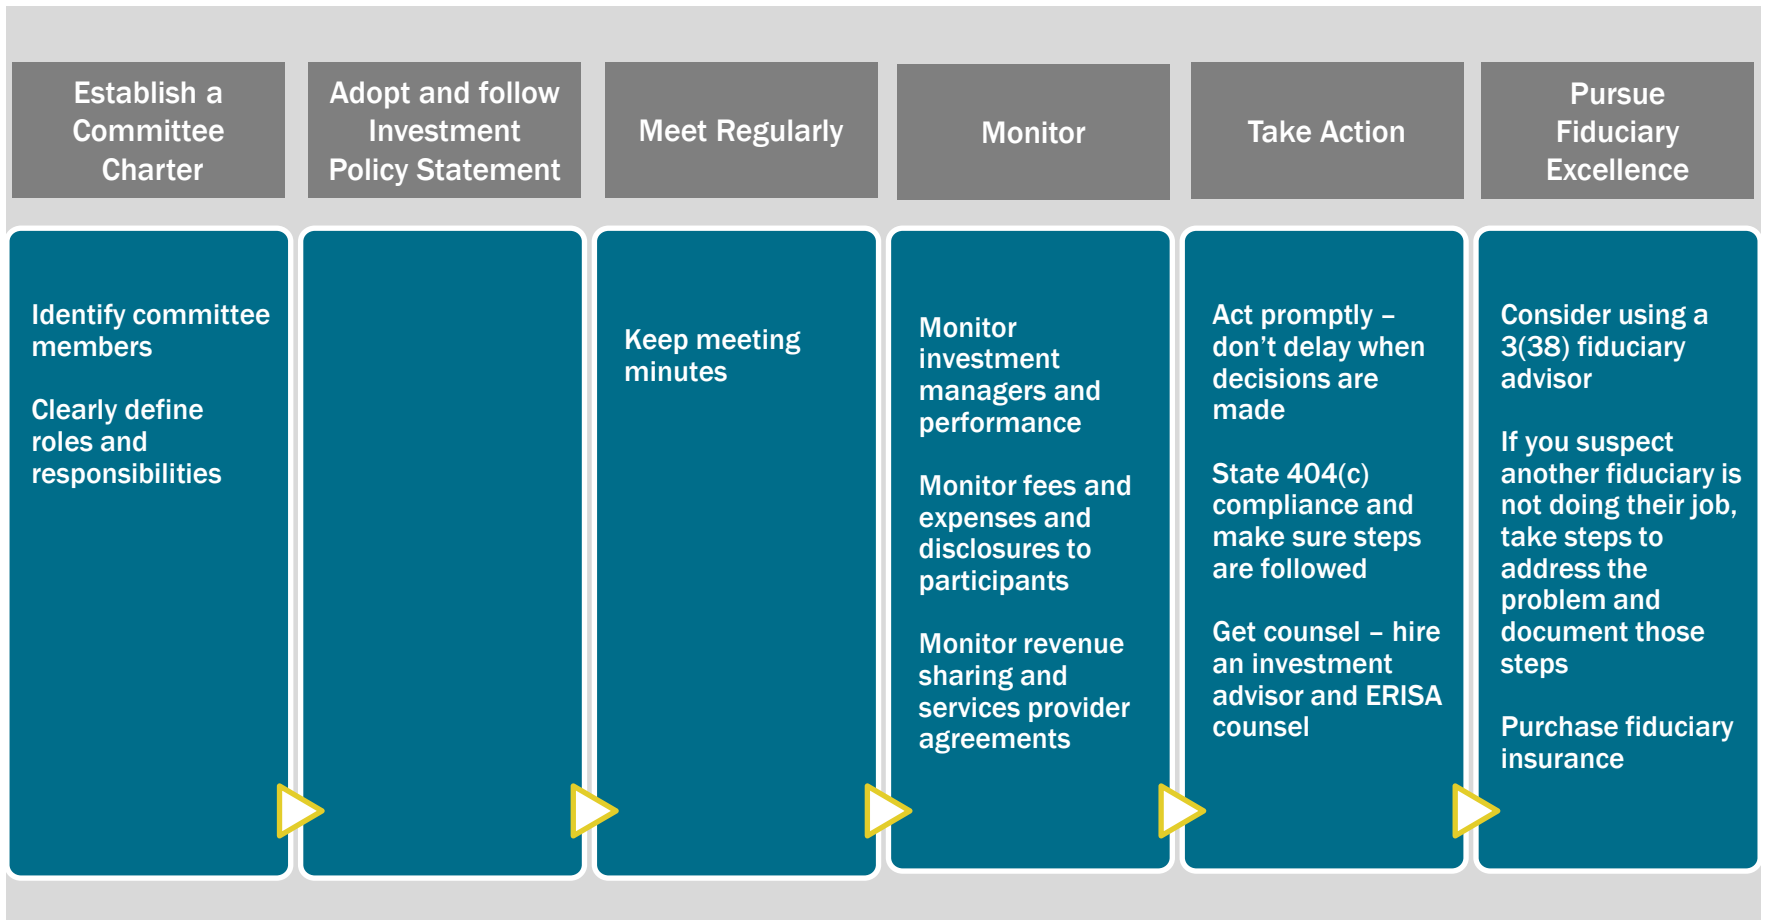 Establish a
Committee
Charter
Adopt and follow
Investment
Policy Statement
Meet Regularly
Monitor
Take Action
Pursue
Fiduciary
Excellence
Identify committee
members
Clearly define
roles and
responsibilities
Keep meeting
minutes
Monitor
investment
managers and
performance
Monitor fees and
expenses and
disclosures to
participants
Monitor revenue
sharing and
services provider
agreements
Act promptly –
don’t delay when
decisions are
made
State 404(c)
compliance and
make sure steps
are followed
Get counsel – hire
an investment
advisor and ERISA
counsel
Consider using a
3(38) fiduciary
advisor
If you suspect
another fiduciary is
not doing their job,
take steps to
address the
problem and
document those
steps
Purchase fiduciary
insurance